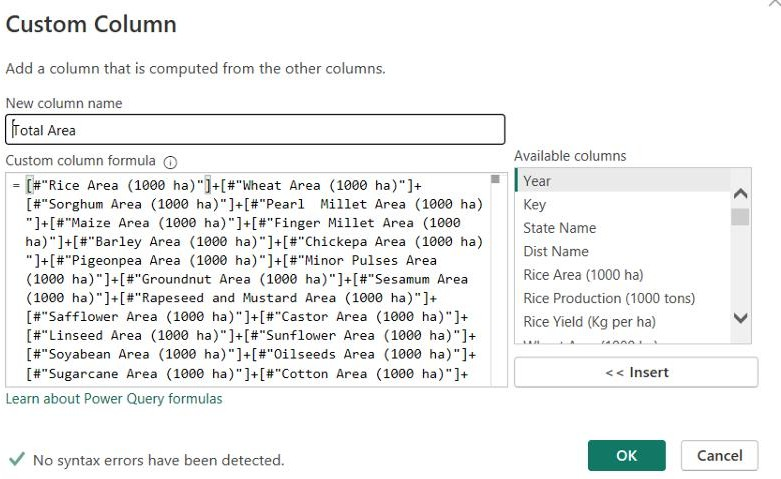 Custom Column
Add a column that is computed from the other columns.
New column name
Total Area
Custom column formula
= [#"Rice Area (1000 ha)"]+[#"Wheat Area (1000 ha)"]+
[#"Sorghum Area (1000 ha)"]+[#"Pearl  Millet Area (1000 ha)
"]+[#"Maize Area (1000 ha)"]+[#"Finger Millet Area (1000
ha)"]+[#"Barley Area (1000 ha)"]+[#"Chickepa Area (1000 ha)
"]+[#"Pigeonpea Area (1000 ha)"]+[#"Minor Pulses Area
(1000 ha)"]+[#"Groundnut Area (1000 ha)"]+[#"Sesamum Area
(1000 ha)"]+[#"Rapeseed and Mustard Area (1000 ha)"]+
[#"Safflower Area (1000 ha)"]+[#"Castor Area (1000 ha)"]+
[#"Linseed Area (1000 ha)"]+[#"Sunflower Area (1000 ha)"]+
[#"Soyabean Area (1000 ha)"]+[#"Oilseeds Area (1000 ha)"]+
[#"Sugarcane Area (1000 ha)"]+[#"Cotton Area (1000 ha)"]+
Available columns
Year
Key
State Name
Dist Name
Rice Area (1000 ha)
Rice Production (1000 tons)
Rice Yield (Kg per ha)
<< Insert
Learn about Power Query formulas
No syntax errors have been detected.
OK
Cancel